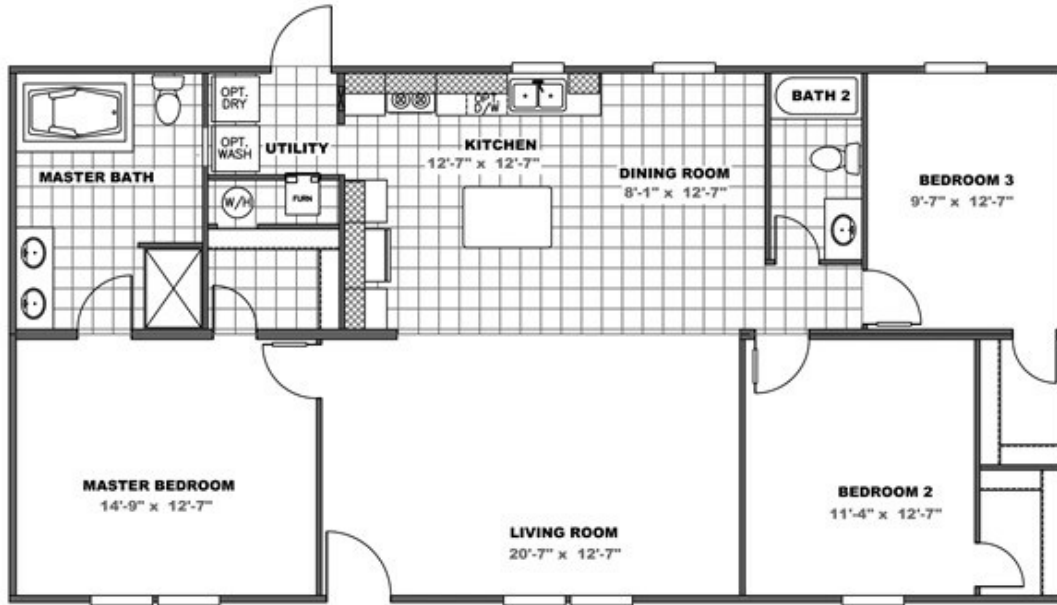 OPT.
DRY
OPT.
WASH
UTILITY
MASTER BATH
W/H
FURN
OPT.
D/W
KITCHEN
12'-7" x 12'-7"
DINING ROOM
8'-1" x 12'-7"
BATH 2
BEDROOM 3
9'-7" x 12'-7"
MASTER BEDROOM
14'-9" x 12'-7"
LIVING ROOM
20'-7" x 12'-7"
BEDROOM 2
11'-4" x 12'-7"